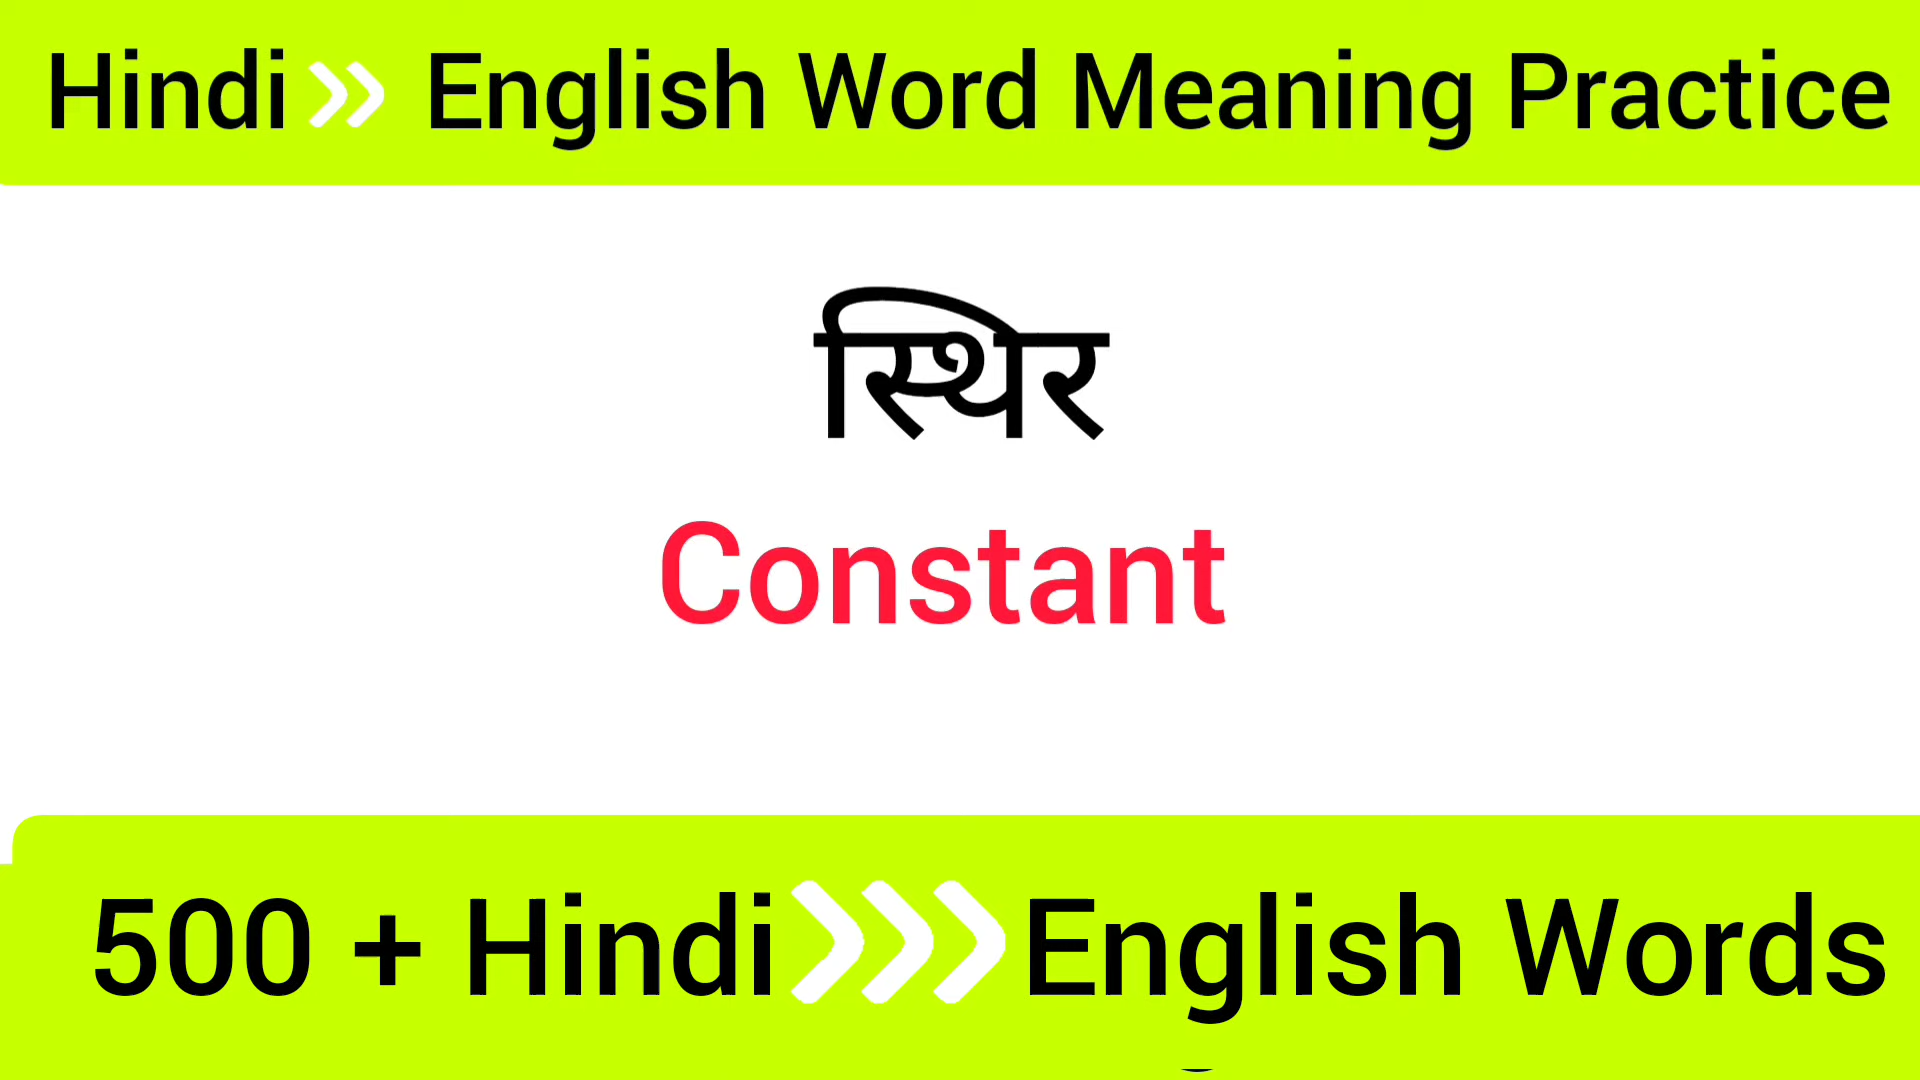 Hindi >> English Word Meaning Practice
स्थिर
Constant
500 + Hindi >>> English Words